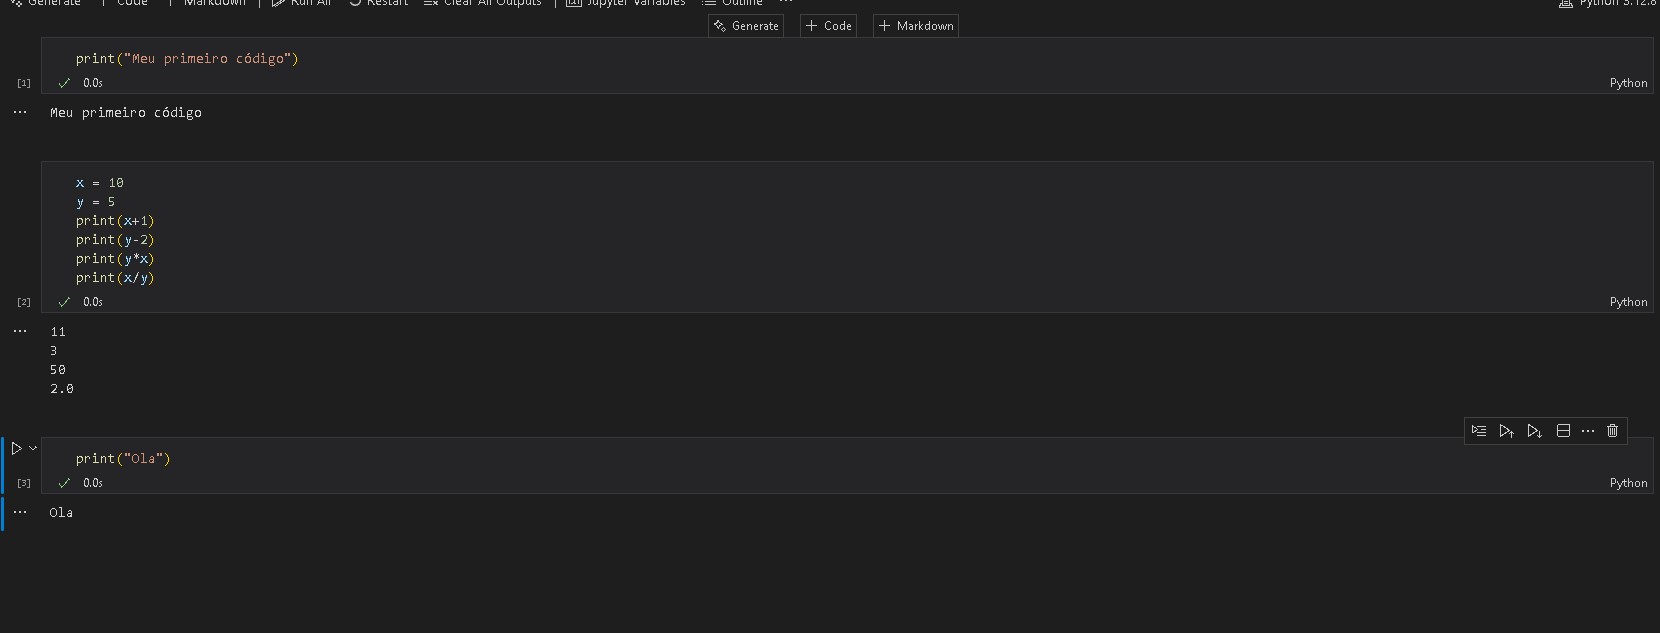 Generate + Code + Markdown Run All Restart Clear All Outputs Jupyter Variables Outline ... Python 3.12.8
Generate + Code + Markdown
print("Meu primeiro código")
[1] 0.0s Python
... Meu primeiro código
x = 10
y = 5
print(x+1)
print(y-2)
print(y*x)
print(x/y)
[2] 0.0s Python
... 11
3
50
2.0
...
print("Ola")
[3] 0.0s Python
... Ola